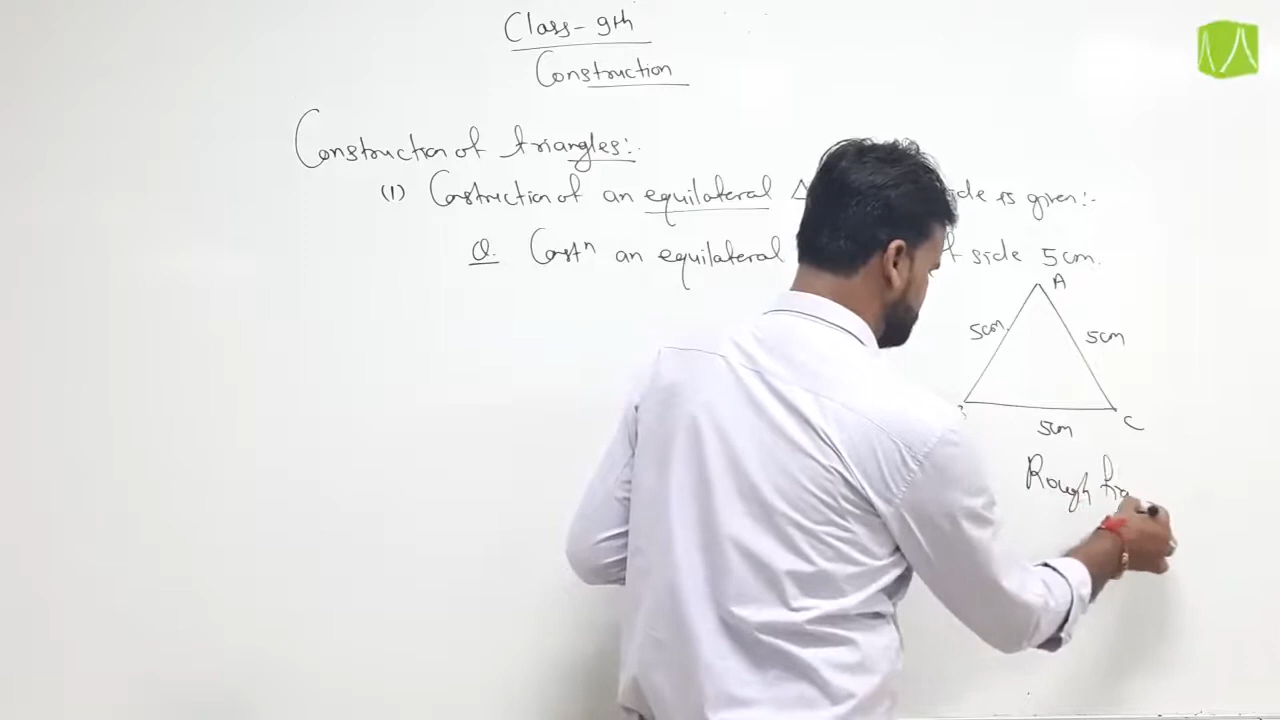 Class-9th
Construction
Construction of triangles:-
(1) Construction of an equilateral Δ ide is given:-
Q. Constⁿ an equilateral side 5cm.
A
5cm 5cm
C
5cm
Rough